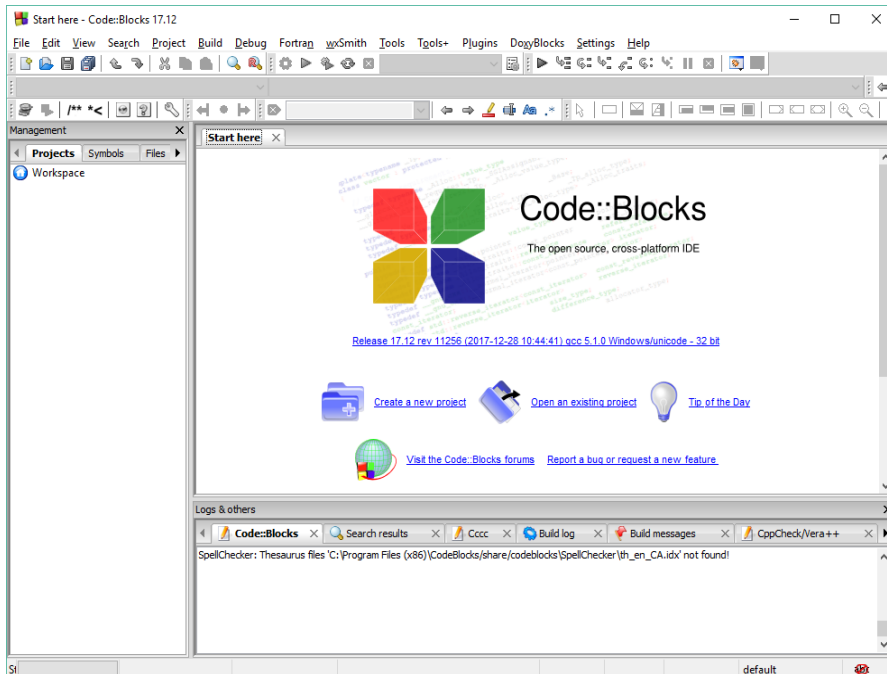 Start here - Code::Blocks 17.12
File Edit View Search Project Build Debug Fortran wxSmith Tools Tools+ Plugins DoxyBlocks Settings Help
/** *<
Management
Projects Symbols Files
Workspace
Start here
Code::Blocks
The open source, cross-platform IDE
Release 17.12 rev 11256 (2017-12-28 10:44:41) gcc 5.1.0 Windows/unicode - 32 bit
Create a new project Open an existing project Tip of the Day
Visit the Code::Blocks forums Report a bug or request a new feature
Logs & others
Code::Blocks Search results Cccc Build log Build messages CppCheck/Vera++
SpellChecker: Thesaurus files 'C:\Program Files (x86)\CodeBlocks/share/codeblocks\SpellChecker\th_en_CA.idx' not found!
default